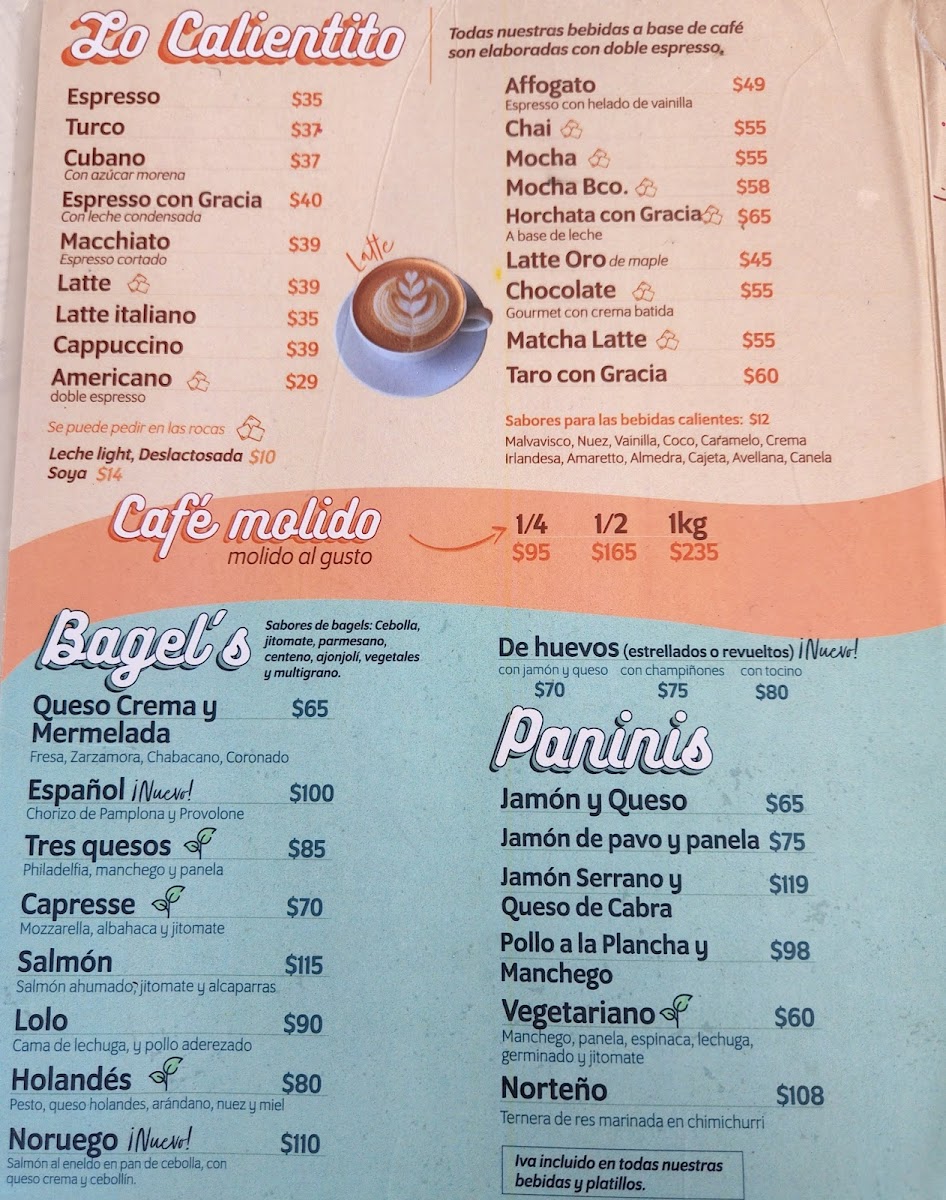 Lo Calientito
Todas nuestras bebidas a base de café
son elaboradas con doble espresso.
Espresso $35
Turco $37
Cubano $37
Con azúcar morena
Espresso con Gracia $40
Con leche condensada
Macchiato $39
Espresso cortado
Latte $39
Latte italiano $35
Cappuccino $39
Americano $29
doble espresso
Se puede pedir en las rocas
Leche light, Deslactosada $10
Soya $14
Latte
Affogato $49
Espresso con helado de vainilla
Chai $55
Mocha $55
Mocha Bco. $58
Horchata con Gracia $65
A base de leche
Latte Oro de maple $45
Chocolate $55
Gourmet con crema batida
Matcha Latte $55
Taro con Gracia $60
Sabores para las bebidas calientes: $12
Malvavisco, Nuez, Vainilla, Coco, Caramelo, Crema
Irlandesa, Amaretto, Almedra, Cajeta, Avellana, Canela
Café molido
molido al gusto
1/4 1/2 1kg
$95 $165 $235
Bagel's
Sabores de bagels: Cebolla,
jitomate, parmesano,
centeno, ajonjolí, vegetales
y multigrano.
Queso Crema y $65
Mermelada
Fresa, Zarzamora, Chabacano, Coronado
Español ¡Nuevo! $100
Chorizo de Pamplona y Provolone
Tres quesos $85
Philadelfia, manchego y panela
Capresse $70
Mozzarella, albahaca y jitomate
Salmón $115
Salmón ahumado, jitomate y alcaparras
Lolo $90
Cama de lechuga, y pollo aderezado
Holandés $80
Pesto, queso holandes, arándano, nuez y miel
Noruego ¡Nuevo! $110
Salmón al eneldo en pan de cebolla, con
queso crema y cebollín.
De huevos (estrellados o revueltos) ¡Nuevo!
con jamón y queso con champiñones con tocino
$70 $75 $80
Paninis
Jamón y Queso $65
Jamón de pavo y panela $75
Jamón Serrano y $119
Queso de Cabra
Pollo a la Plancha y $98
Manchego
Vegetariano $60
Manchego, panela, espinaca, lechuga,
germinado y jitomate
Norteño $108
Ternera de res marinada en chimichurri
Iva incluido en todas nuestras
bebidas y platillos.